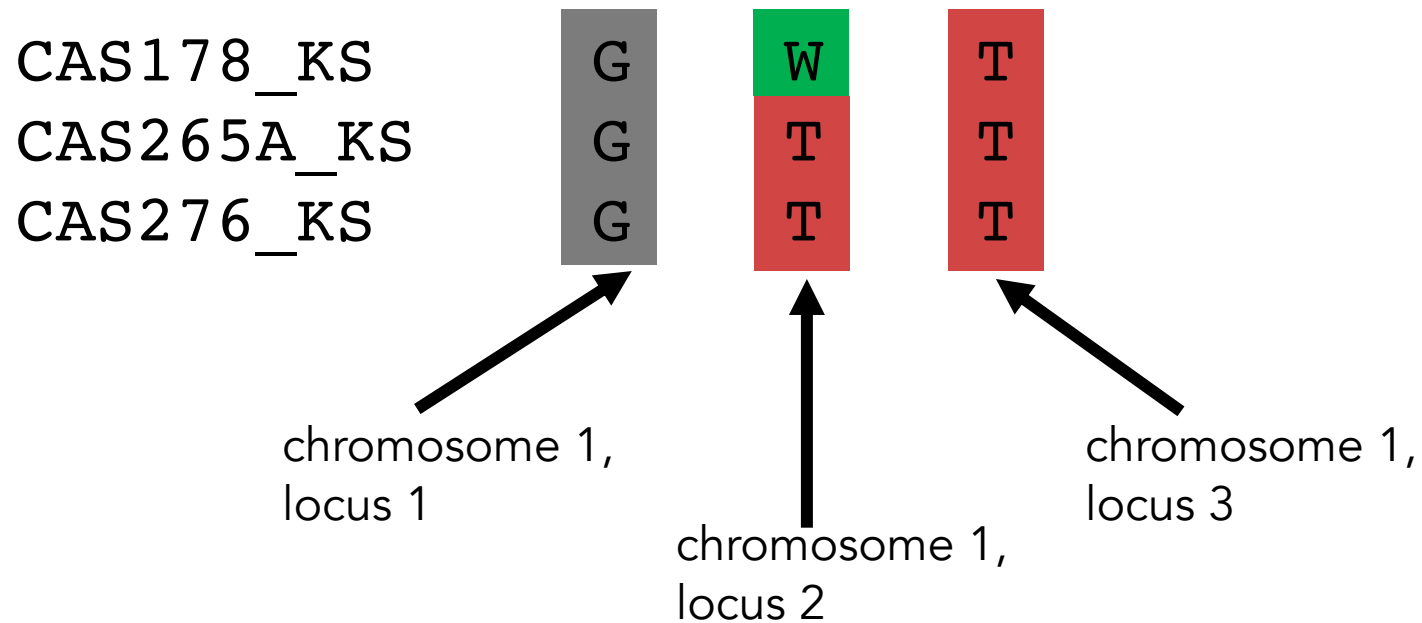 CAS178_KS G W T
CAS265A_KS G T T
CAS276_KS G T T
chromosome 1,
locus 1
chromosome 1,
locus 2
chromosome 1,
locus 3